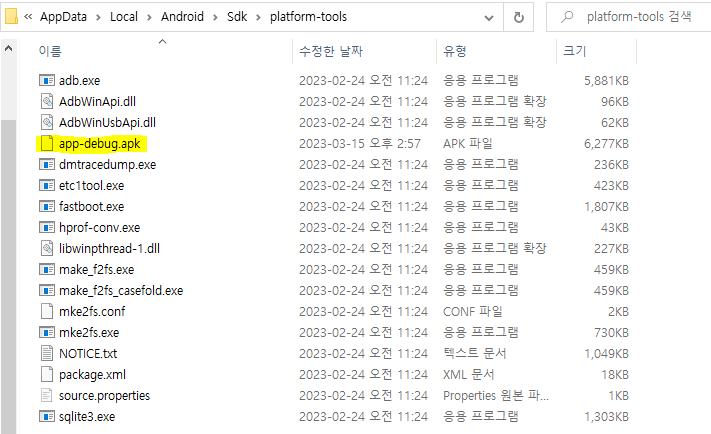 « AppData > Local > Android > Sdk > platform-tools
platform-tools 검색
이름 수정한 날짜 유형 크기
adb.exe 2023-02-24 오전 11:24 응용 프로그램 5,881KB
AdbWinApi.dll 2023-02-24 오전 11:24 응용 프로그램 확장 96KB
AdbWinUsbApi.dll 2023-02-24 오전 11:24 응용 프로그램 확장 62KB
app-debug.apk 2023-03-15 오후 2:57 APK 파일 6,277KB
dmtracedump.exe 2023-02-24 오전 11:24 응용 프로그램 236KB
etc1tool.exe 2023-02-24 오전 11:24 응용 프로그램 423KB
fastboot.exe 2023-02-24 오전 11:24 응용 프로그램 1,807KB
hprof-conv.exe 2023-02-24 오전 11:24 응용 프로그램 43KB
libwinpthread-1.dll 2023-02-24 오전 11:24 응용 프로그램 확장 227KB
make_f2fs.exe 2023-02-24 오전 11:24 응용 프로그램 459KB
make_f2fs_casefold.exe 2023-02-24 오전 11:24 응용 프로그램 459KB
mke2fs.conf 2023-02-24 오전 11:24 CONF 파일 2KB
mke2fs.exe 2023-02-24 오전 11:24 응용 프로그램 730KB
NOTICE.txt 2023-02-24 오전 11:24 텍스트 문서 1,049KB
package.xml 2023-02-24 오전 11:24 XML 문서 18KB
source.properties 2023-02-24 오전 11:24 Properties 원본 파... 1KB
sqlite3.exe 2023-02-24 오전 11:24 응용 프로그램 1,303KB